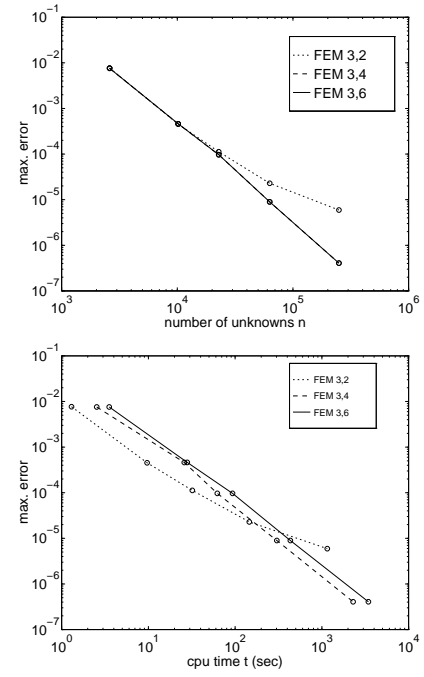 10^-1
10^-2
10^-3
10^-4
10^-5
10^-6
10^-7
max. error
FEM 3,2
FEM 3,4
FEM 3,6
10^3 10^4 10^5 10^6
number of unknowns n
10^-1
10^-2
10^-3
10^-4
10^-5
10^-6
10^-7
max. error
FEM 3,2
FEM 3,4
FEM 3,6
10^0 10^1 10^2 10^3 10^4
cpu time t (sec)